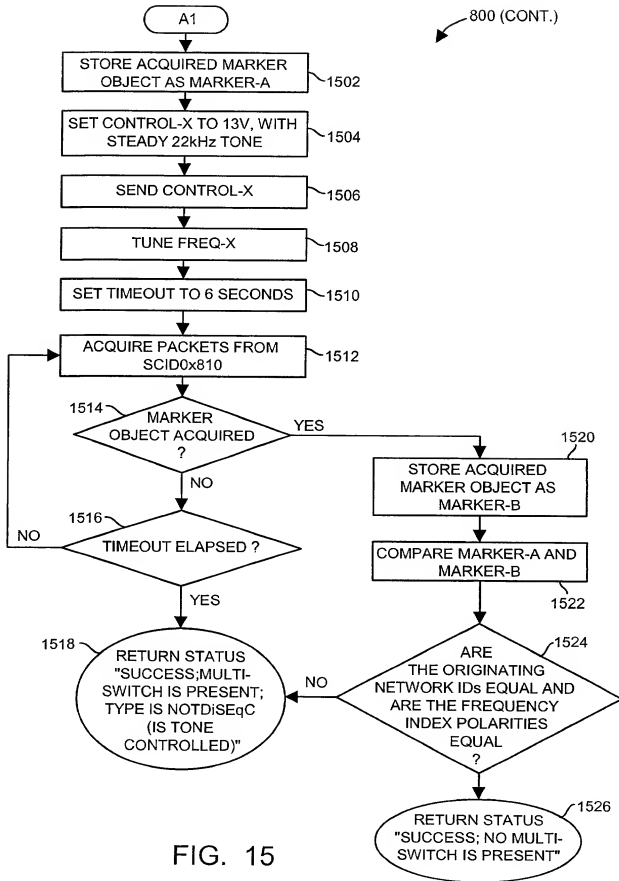 A1
800 (CONT.)
STORE ACQUIRED MARKER
OBJECT AS MARKER-A
1502
SET CONTROL-X TO 13V, WITH
STEADY 22kHz TONE
1504
SEND CONTROL-X
1506
TUNE FREQ-X
1508
SET TIMEOUT TO 6 SECONDS
1510
ACQUIRE PACKETS FROM
SCID0x810
1512
1514
MARKER
OBJECT ACQUIRED
?
YES
NO
1516
TIMEOUT ELAPSED ?
NO
YES
1518
RETURN STATUS
"SUCCESS;MULTI-
SWITCH IS PRESENT;
TYPE IS NOTDiSEqC
(IS TONE
CONTROLLED)"
1520
STORE ACQUIRED
MARKER OBJECT AS
MARKER-B
COMPARE MARKER-A AND
MARKER-B
1522
1524
ARE
THE ORIGINATING
NETWORK IDs EQUAL AND
ARE THE FREQUENCY
INDEX POLARITIES
EQUAL
?
NO
YES
1526
RETURN STATUS
"SUCCESS; NO MULTI-
SWITCH IS PRESENT"
FIG. 15